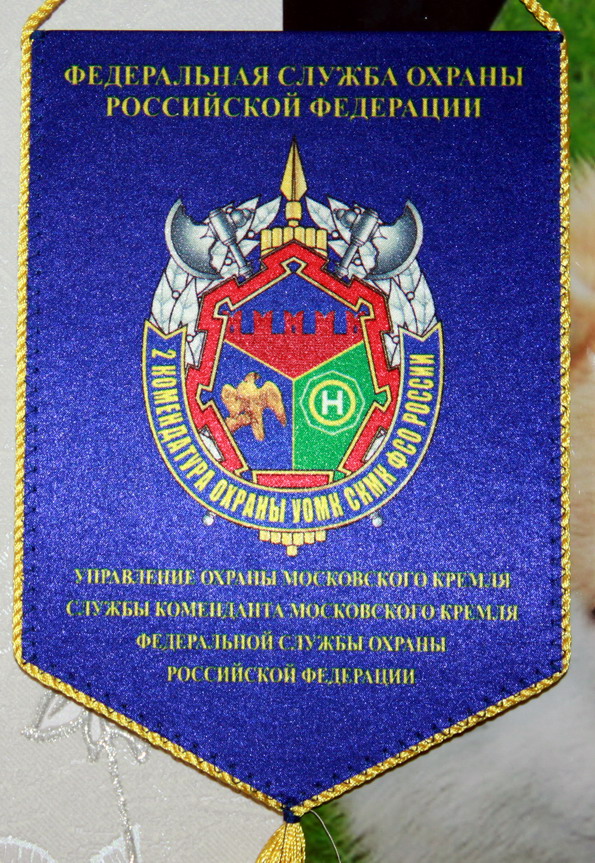 ФЕДЕРАЛЬНАЯ СЛУЖБА ОХРАНЫ
РОССИЙСКОЙ ФЕДЕРАЦИИ
2 КОМЕНДАТУРА ОХРАНЫ УОМК СКМК ФСО РОССИИ
Н
УПРАВЛЕНИЕ ОХРАНЫ МОСКОВСКОГО КРЕМЛЯ
СЛУЖБЫ КОМЕНДАНТА МОСКОВСКОГО КРЕМЛЯ
ФЕДЕРАЛЬНОЙ СЛУЖБЫ ОХРАНЫ
РОССИЙСКОЙ ФЕДЕРАЦИИ